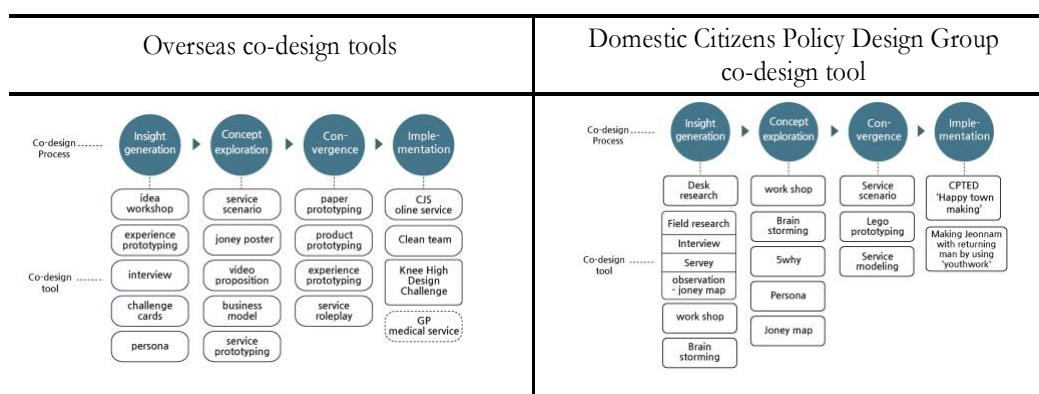 Overseas co-design tools
Domestic Citizens Policy Design Group
co-design tool
Co-design
Process
Insight
generation
Concept
exploration
Con-
vergence
Imple-
mentation
Co-design
tool
idea
workshop
experience
prototyping
interview
challenge
cards
persona
service
scenario
joney poster
video
proposition
business
model
service
prototyping
paper
prototyping
product
prototyping
experience
prototyping
service
roleplay
CJS
oline service
Clean team
Knee High
Design
Challenge
GP
medical service
Co-design
Process
Insight
generation
Concept
exploration
Con-
vergence
Imple-
mentation
Co-design
tool
Desk
research
Field research
Interview
Servey
observation
- joney map
work shop
Brain
storming
work shop
Brain
storming
5why
Persona
Joney map
Service
scenario
Lego
prototyping
Service
modeling
CPTED
'Happy town
making'
Making Jeonnam
with returning
man by using
'youthwork'